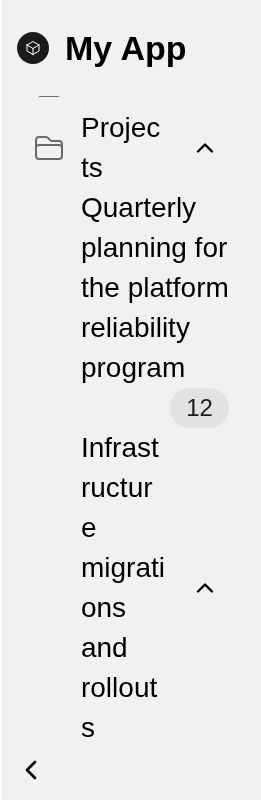 My App
Projec
ts
Quarterly
planning for
the platform
reliability
program
12
Infrast
ructur
e
migrati
ons
and
rollout
s